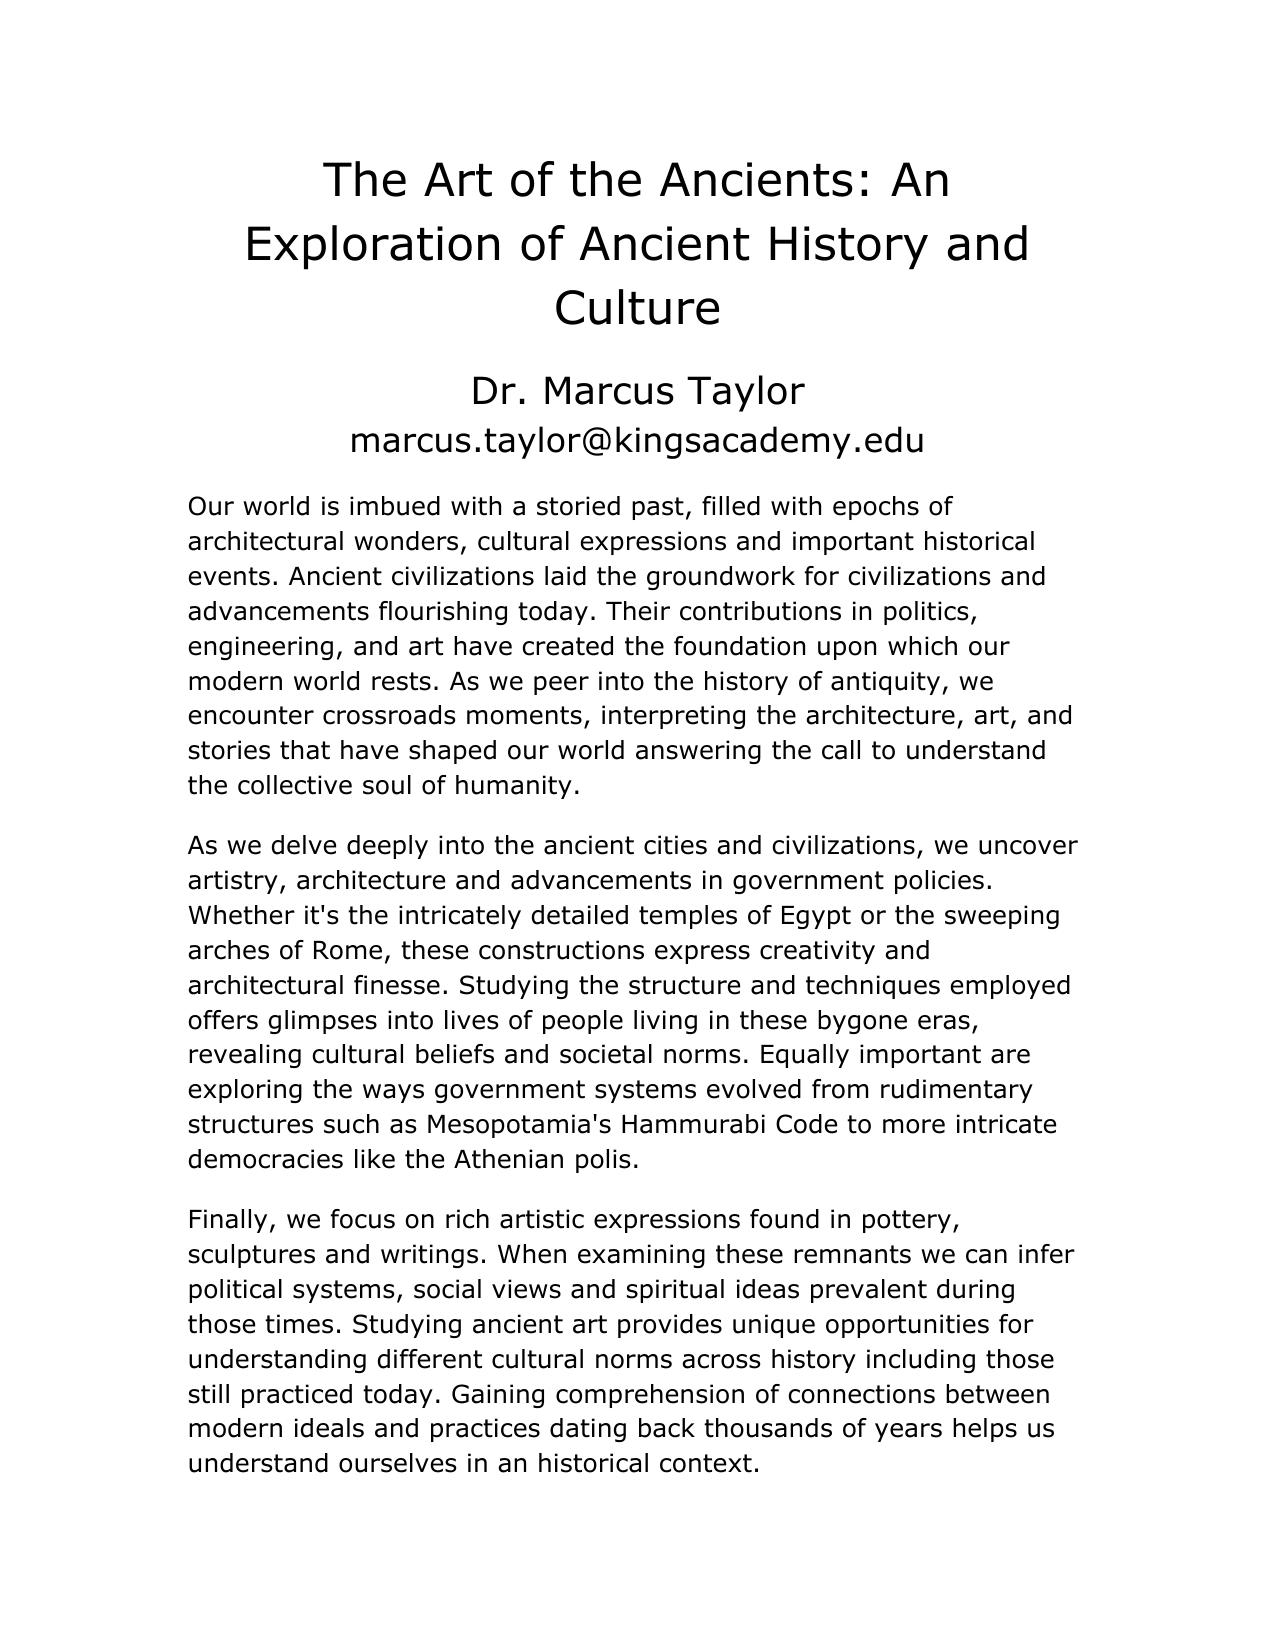 The Art of the Ancients: An
Exploration of Ancient History and
Culture
Dr. Marcus Taylor
marcus.taylor@kingsacademy.edu
Our world is imbued with a storied past, filled with epochs of
architectural wonders, cultural expressions and important historical
events. Ancient civilizations laid the groundwork for civilizations and
advancements flourishing today. Their contributions in politics,
engineering, and art have created the foundation upon which our
modern world rests. As we peer into the history of antiquity, we
encounter crossroads moments, interpreting the architecture, art, and
stories that have shaped our world answering the call to understand
the collective soul of humanity.
As we delve deeply into the ancient cities and civilizations, we uncover
artistry, architecture and advancements in government policies.
Whether it's the intricately detailed temples of Egypt or the sweeping
arches of Rome, these constructions express creativity and
architectural finesse. Studying the structure and techniques employed
offers glimpses into lives of people living in these bygone eras,
revealing cultural beliefs and societal norms. Equally important are
exploring the ways government systems evolved from rudimentary
structures such as Mesopotamia's Hammurabi Code to more intricate
democracies like the Athenian polis.
Finally, we focus on rich artistic expressions found in pottery,
sculptures and writings. When examining these remnants we can infer
political systems, social views and spiritual ideas prevalent during
those times. Studying ancient art provides unique opportunities for
understanding different cultural norms across history including those
still practiced today. Gaining comprehension of connections between
modern ideals and practices dating back thousands of years helps us
understand ourselves in an historical context.